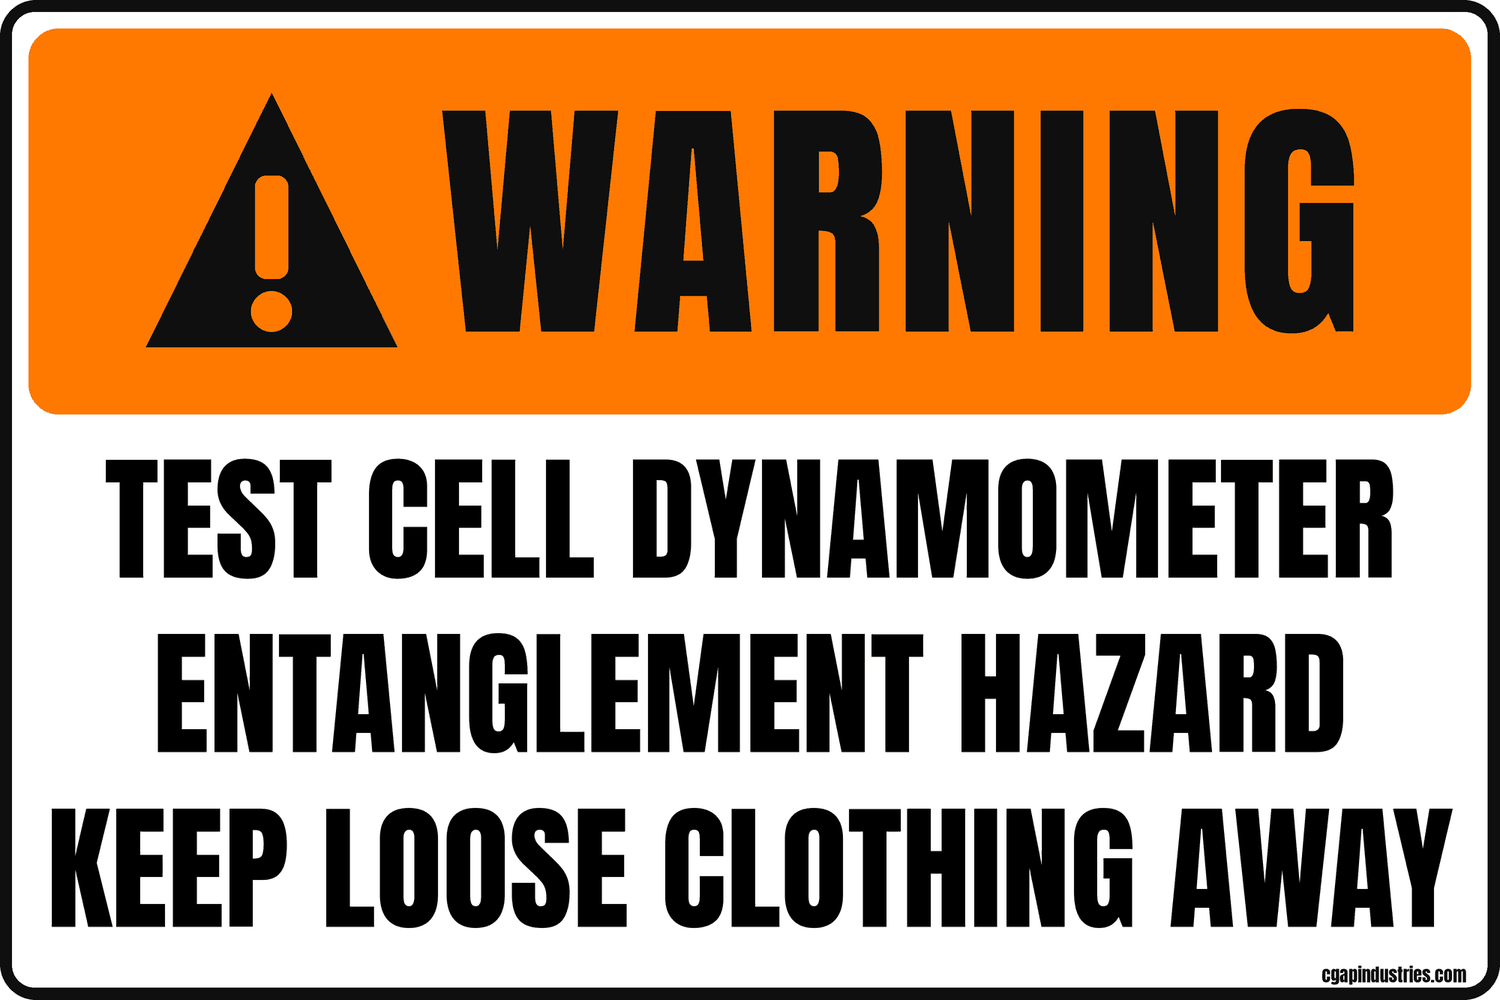 WARNING
TEST CELL DYNAMOMETER
ENTANGLEMENT HAZARD
KEEP LOOSE CLOTHING AWAY
cgapindustries.com